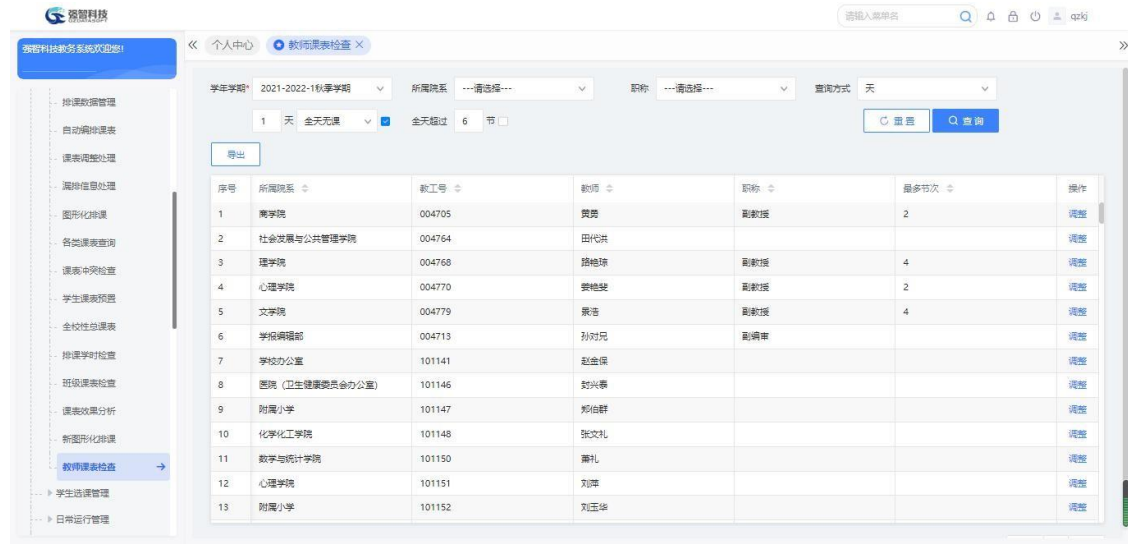 强智科技
QZDATASOFT
请输入菜单名
qzkj
强智科技教务系统欢迎您!
个人中心
教师课表检查
排课数据管理
自动编排课表
课表调整处理
漏排信息处理
图形化排课
各类课表查询
课表冲突检查
学生课表预置
全校性总课表
排课学时检查
班级课表检查
课表效果分析
新图形化排课
教师课表检查
学生选课管理
日常运行管理
学年学期* 2021-2022-1秋季学期 所属院系 ---请选择--- 职称 ---请选择--- 查询方式 天
1 天 全天无课 全天超过 6 节 重置 查询
导出
序号 所属院系 教工号 教师 职称 最多节次 操作
1 商学院 004705 黄勇 副教授 2 调整
2 社会发展与公共管理学院 004764 田代洪 调整
3 理学院 004768 路艳琼 副教授 4 调整
4 心理学院 004770 娄艳斐 副教授 2 调整
5 文学院 004779 景浩 副教授 4 调整
6 学报编辑部 004713 孙对兄 副编审 调整
7 学校办公室 101141 赵金保 调整
8 医院（卫生健康委员会办公室) 101146 封兴泰 调整
9 附属小学 101147 郑伯群 调整
10 化学化工学院 101148 张文礼 调整
11 数学与统计学院 101150 萧礼 调整
12 心理学院 101151 刘萍 调整
13 附属小学 101152 刘玉华 调整